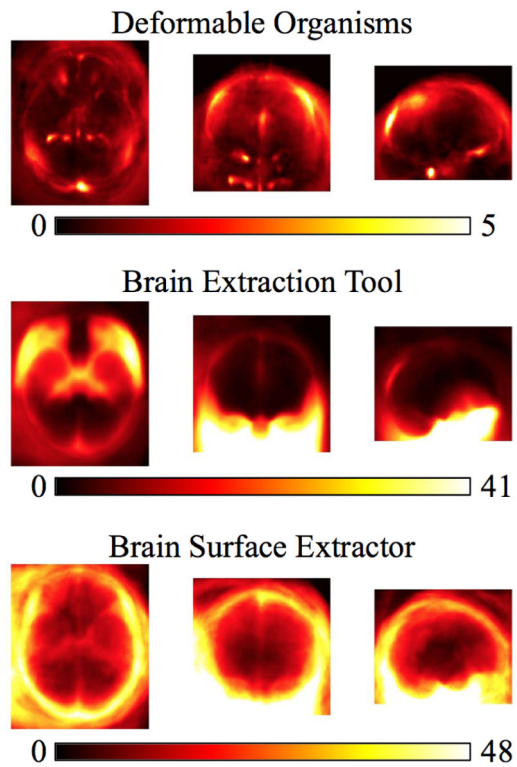 Deformable Organisms
0 5
Brain Extraction Tool
0 41
Brain Surface Extractor
0 48